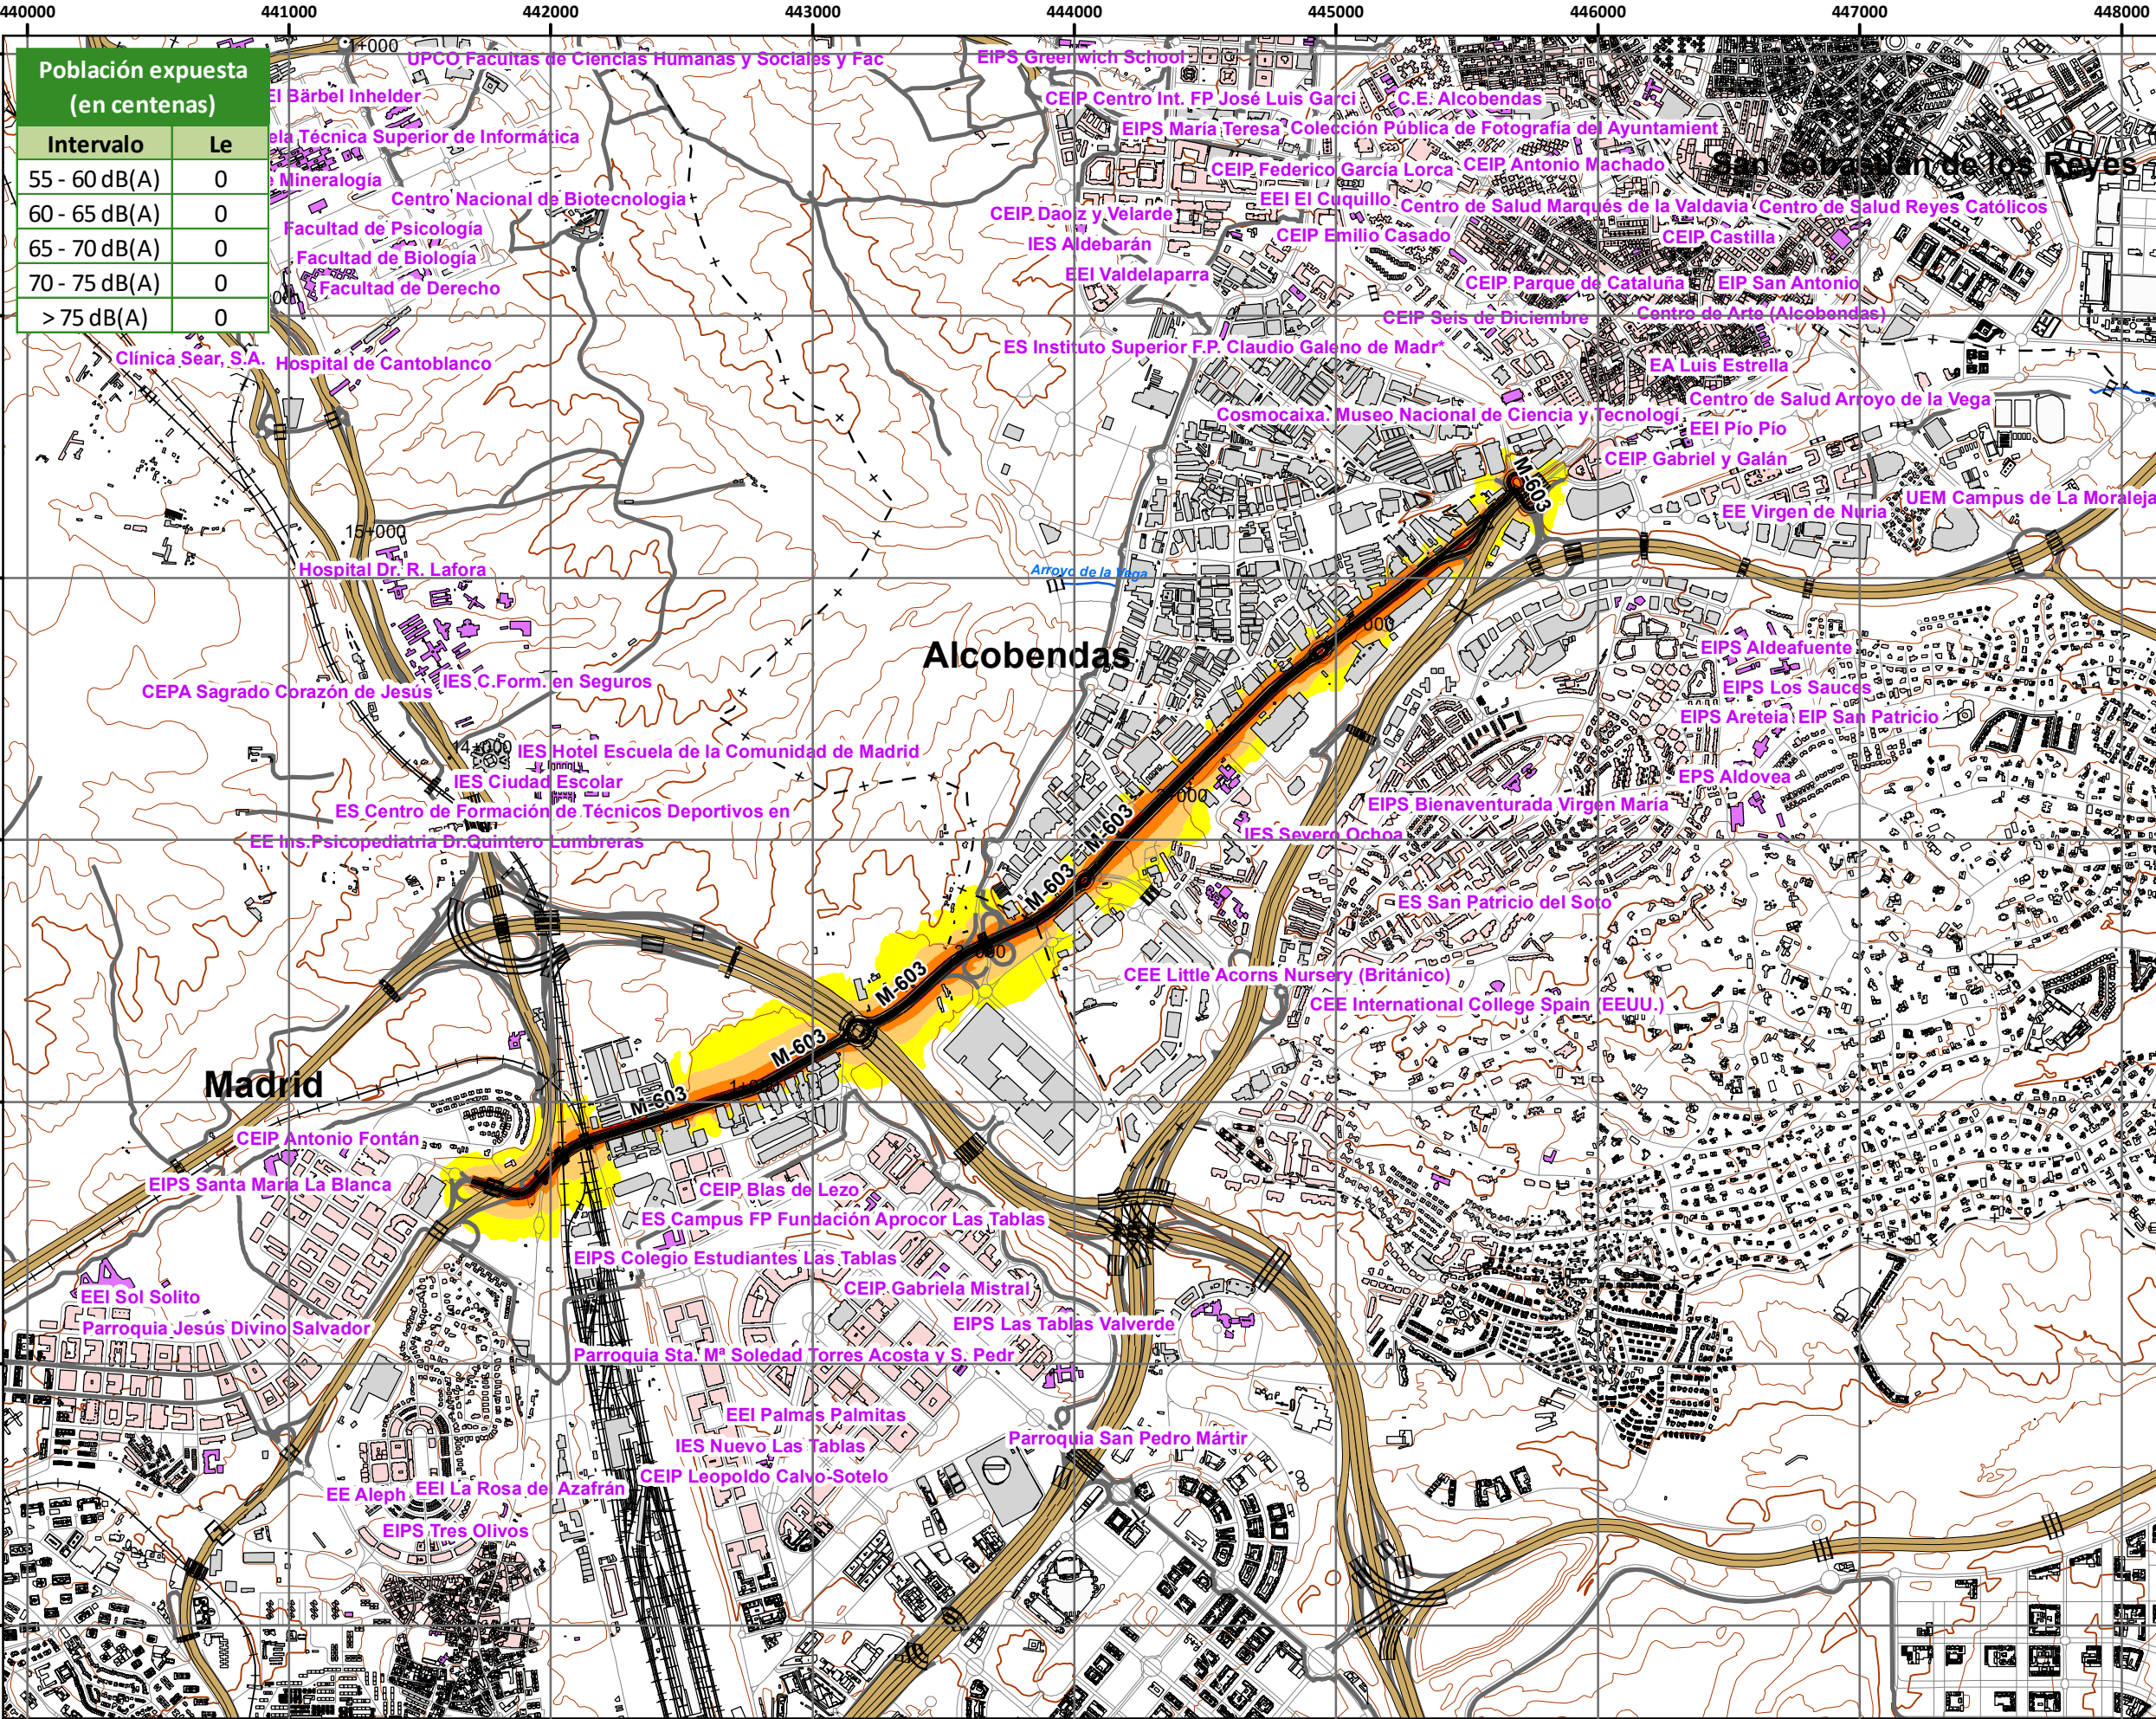 440000 441000 442000 443000 444000 445000 446000 447000 448000
Población expuesta
(en centenas)
Intervalo Le
55 - 60 dB(A) 0
60 - 65 dB(A) 0
65 - 70 dB(A) 0
70 - 75 dB(A) 0
> 75 dB(A) 0
1+000
UPCO Facultas de Ciencias Humanas y Sociales y Fac
EIPS Greenwich School
EI Bärbel Inhelder
CEIP Centro Int. FP José Luis Garci
C.E. Alcobendas
ela Técnica Superior de Informática
EIPS María Teresa
Colección Pública de Fotografía del Ayuntamient
San Sebastián de los Reyes
CEIP Federico García Lorca
CEIP Antonio Machado
Mineralogía
Centro Nacional de Biotecnología
EEI El Cuquillo
Centro de Salud Marqués de la Valdavia
Centro de Salud Reyes Católicos
CEIP Daoiz y Velarde
Facultad de Psicología
CEIP Emilio Casado
CEIP Castilla
IES Aldebarán
Facultad de Biología
EEI Valdelaparra
Facultad de Derecho
CEIP Parque de Cataluña
EIP San Antonio
CEIP Seis de Diciembre
Centro de Arte (Alcobendas)
ES Instituto Superior F.P. Claudio Galeno de Madr*
Clínica Sear, S.A.
Hospital de Cantoblanco
EA Luis Estrella
Centro de Salud Arroyo de la Vega
Cosmocaixa. Museo Nacional de Ciencia y Tecnologí
EEI Pío Pío
CEIP Gabriel y Galán
M-603
UEM Campus de La Moraleja
EE Virgen de Nuria
15+000
Hospital Dr. R. Lafora
Arroyo de la Vega
Alcobendas
EIPS Aldeafuente
IES C.Form. en Seguros
CEPA Sagrado Corazón de Jesús
EIPS Los Sauces
EIPS Areteia
EIP San Patricio
14+000
IES Hotel Escuela de la Comunidad de Madrid
IES Ciudad Escolar
EPS Aldovea
EIPS Bienaventurada Virgen María
ES Centro de Formación de Técnicos Deportivos en
M-603
IES Severo Ochoa
EE Ins.Psicopediatria Dr.Quintero Lumbreras
M-603
ES San Patricio del Soto
M-603
CEE Little Acorns Nursery (Británico)
CEE International College Spain (EEUU.)
M-603
Madrid
M-603
CEIP Antonio Fontán
EIPS Santa María La Blanca
CEIP Blas de Lezo
ES Campus FP Fundación Aprocor Las Tablas
EIPS Colegio Estudiantes Las Tablas
CEIP Gabriela Mistral
EEI Sol Solito
Parroquia Jesús Divino Salvador
EIPS Las Tablas Valverde
Parroquia Sta. Mª Soledad Torres Acosta y S. Pedr
EEI Palmas Palmitas
Parroquia San Pedro Mártir
IES Nuevo Las Tablas
CEIP Leopoldo Calvo-Sotelo
EE Aleph
EEI La Rosa del Azafrán
EIPS Tres Olivos